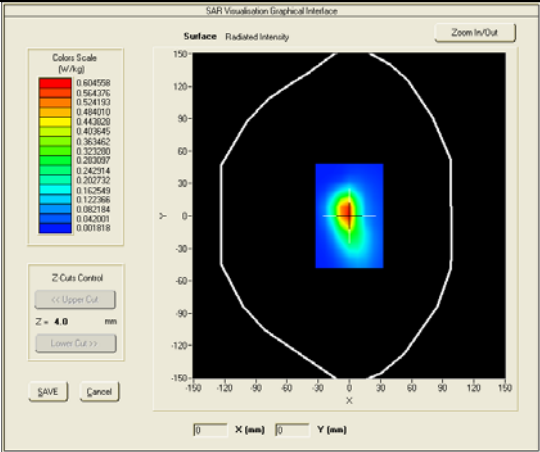 SAR Visualisation Graphical Interface
Surface Radiated Intensity
Zoom In/Out
Colors Scale
(W/kg)
0.604558
0.564376
0.524193
0.484010
0.443828
0.403645
0.363462
0.323280
0.283097
0.242914
0.202732
0.162549
0.122366
0.082184
0.042001
0.001818
150
120
90
60
30
0
-30
-60
-90
-120
-150
Y
-150 -120 -90 -60 -30 0 30 60 90 120 150
X
Z-Cuts Control
<< Upper Cut
Z = 4.0 mm
Lower Cut >>
SAVE Cancel
0 X (mm) 0 Y (mm)